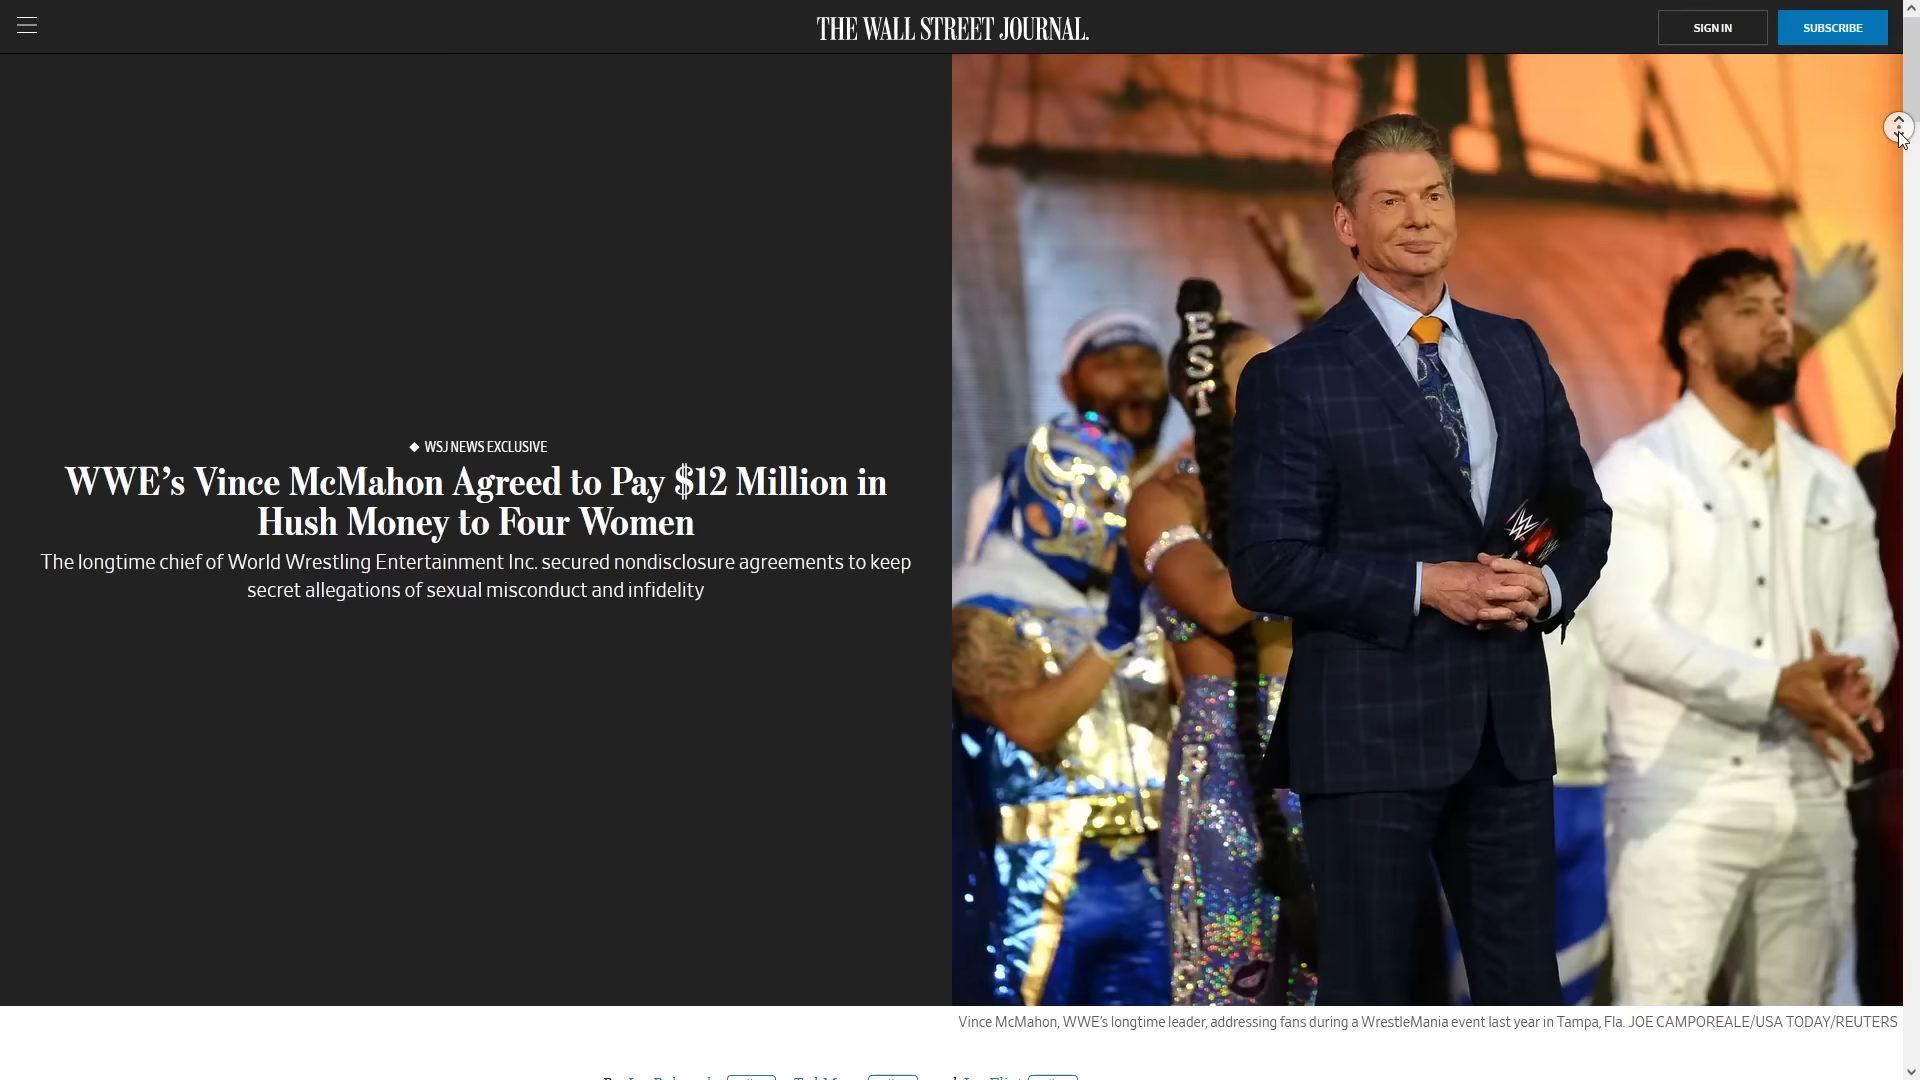 THE WALL STREET JOURNAL.
SIGN IN
SUBSCRIBE
EST
◆ WSJ NEWS EXCLUSIVE
WWE’s Vince McMahon Agreed to Pay $12 Million in
Hush Money to Four Women
The longtime chief of World Wrestling Entertainment Inc. secured nondisclosure agreements to keep
secret allegations of sexual misconduct and infidelity
Vince McMahon, WWE’s longtime leader, addressing fans during a WrestleMania event last year in Tampa, Fla. JOE CAMPOREALE/USA TODAY/REUTERS